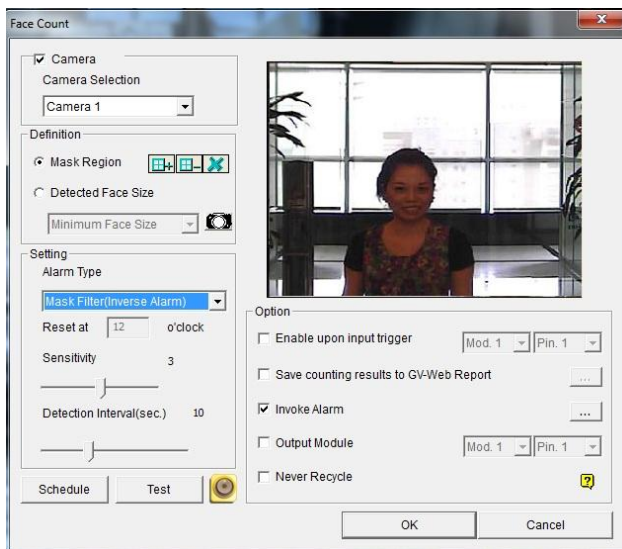 Face Count
Camera
Camera Selection
Camera 1
Definition
Mask Region
Detected Face Size
Minimum Face Size
Setting
Alarm Type
Mask Filter(Inverse Alarm)
Reset at 12 o'clock
Sensitivity 3
Detection Interval(sec.) 10
Schedule Test
Option
Enable upon input trigger Mod. 1 Pin. 1
Save counting results to GV-Web Report ...
Invoke Alarm ...
Output Module Mod. 1 Pin. 1
Never Recycle ?
OK Cancel